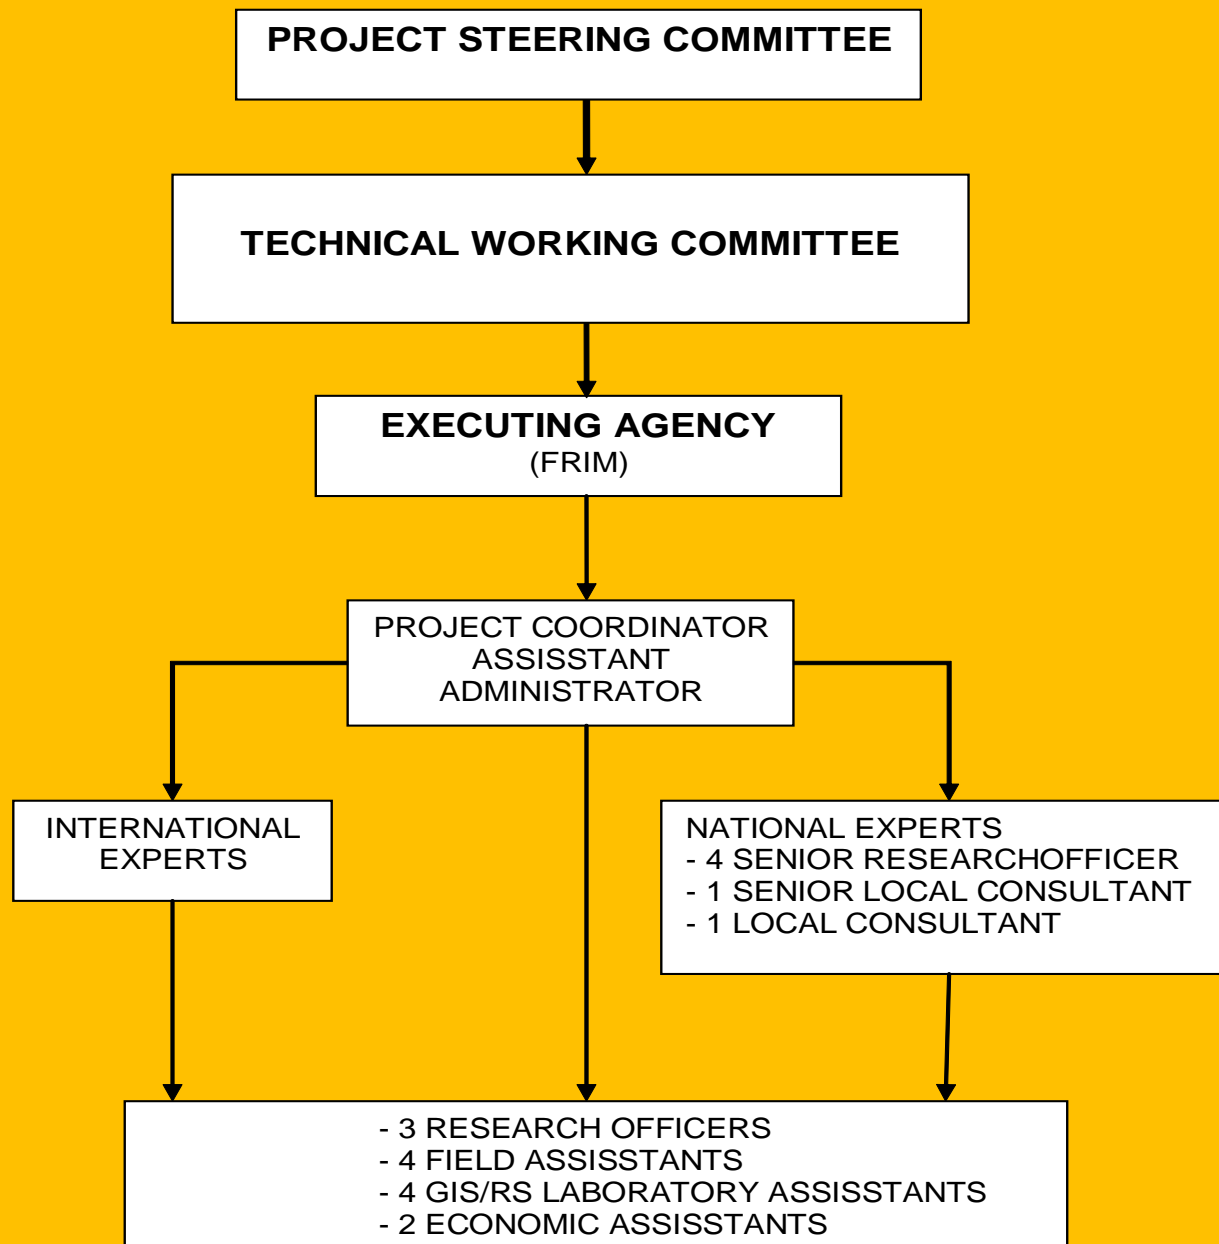 PROJECT STEERING COMMITTEE
TECHNICAL WORKING COMMITTEE
EXECUTING AGENCY
(FRIM)
PROJECT COORDINATOR
ASSISSTANT
ADMINISTRATOR
INTERNATIONAL
EXPERTS
NATIONAL EXPERTS
- 4 SENIOR RESEARCHOFFICER
- 1 SENIOR LOCAL CONSULTANT
- 1 LOCAL CONSULTANT
- 3 RESEARCH OFFICERS
- 4 FIELD ASSISSTANTS
- 4 GIS/RS LABORATORY ASSISSTANTS
- 2 ECONOMIC ASSISSTANTS